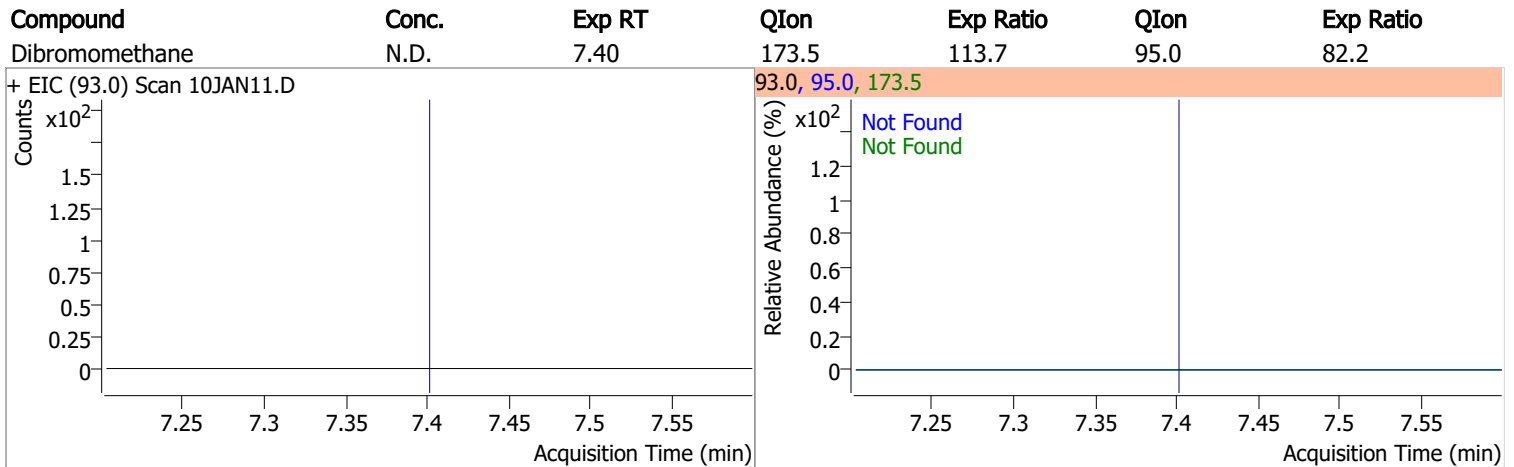 Compound Conc. Exp RT QIon Exp Ratio QIon Exp Ratio
Dibromomethane N.D. 7.40 173.5 113.7 95.0 82.2
+ EIC (93.0) Scan 10JAN11.D
Counts
x10²
1.5
1.25
1
0.75
0.5
0.25
0
7.25 7.3 7.35 7.4 7.45 7.5 7.55
Acquisition Time (min)
93.0, 95.0, 173.5
Relative Abundance (%)
x10²
Not Found
Not Found
1.2
1
0.8
0.6
0.4
0.2
0
7.25 7.3 7.35 7.4 7.45 7.5 7.55
Acquisition Time (min)